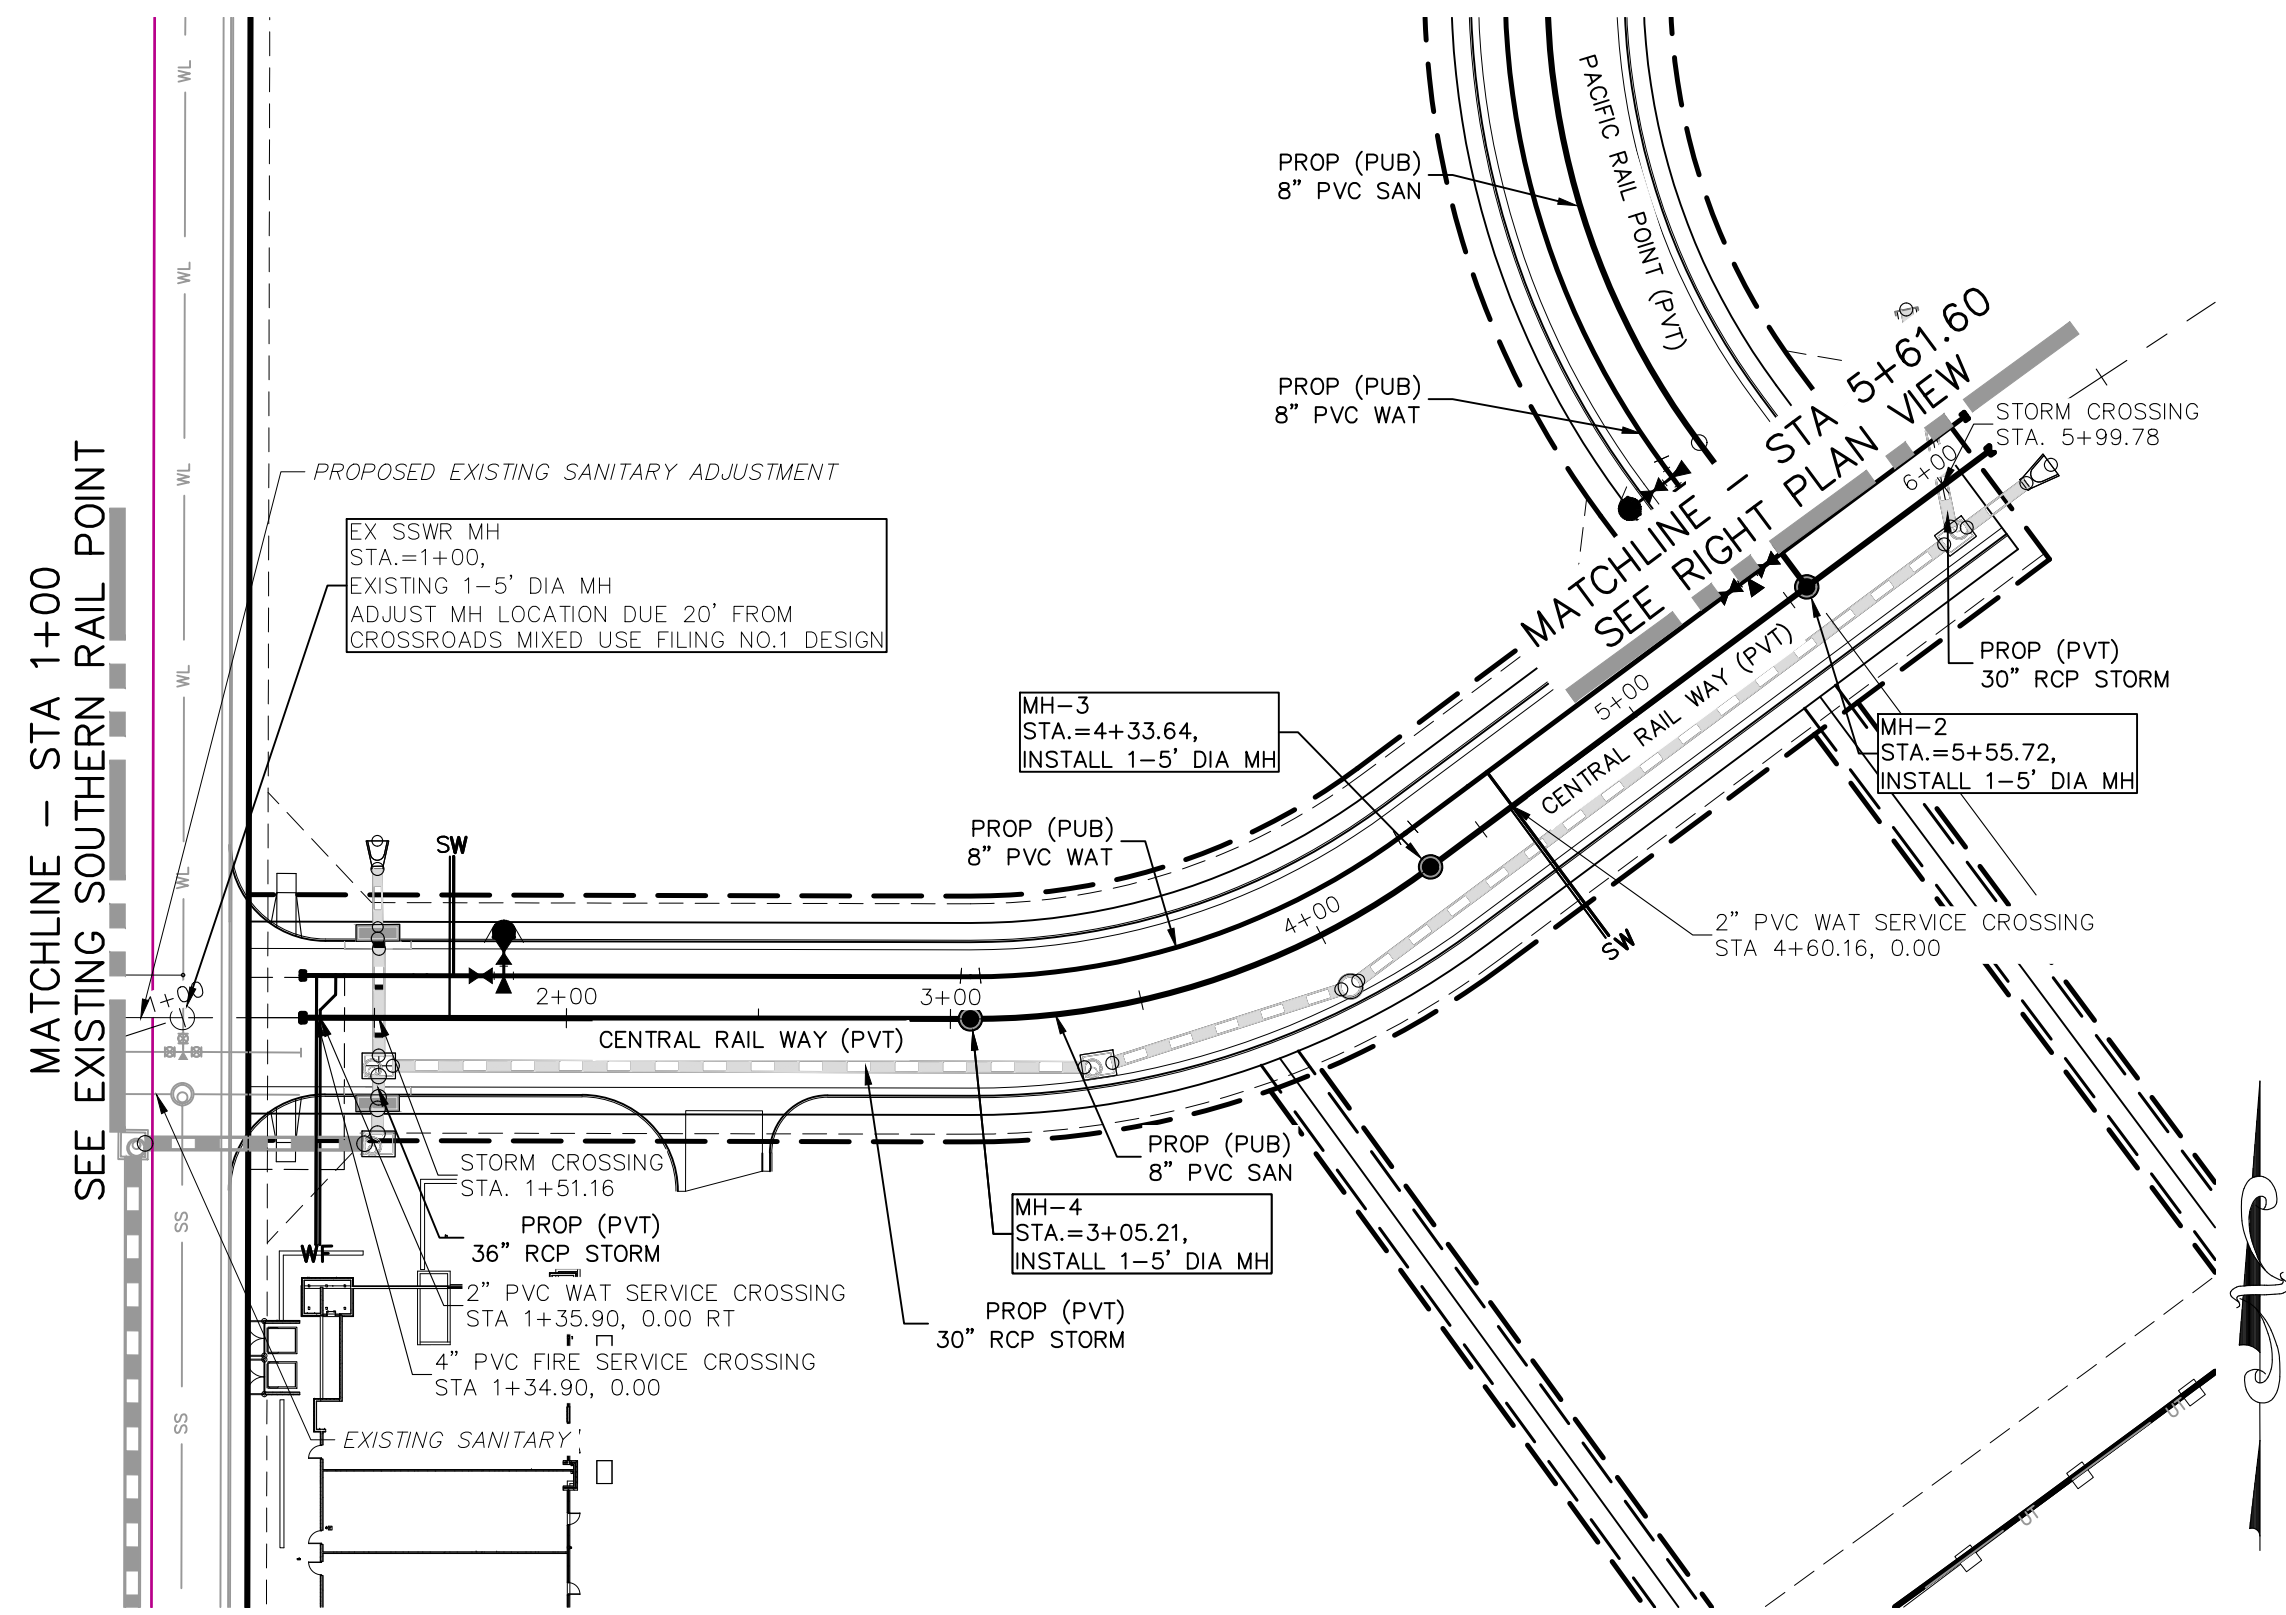 MATCHLINE - STA 1+00
SEE EXISTING SOUTHERN RAIL POINT
WL
WL
WL
WL
WL
SS
SS
PROPOSED EXISTING SANITARY ADJUSTMENT
EX SSWR MH
STA.=1+00,
EXISTING 1-5' DIA MH
ADJUST MH LOCATION DUE 20' FROM
CROSSROADS MIXED USE FILING NO.1 DESIGN
PROP (PUB)
8" PVC SAN
PACIFIC RAIL POINT (PVT)
PROP (PUB)
8" PVC WAT
MATCHLINE - STA 5+61.60
SEE RIGHT PLAN VIEW
STORM CROSSING
STA. 5+99.78
6+00
PROP (PVT)
30" RCP STORM
MH-3
STA.=4+33.64,
INSTALL 1-5' DIA MH
5+00
CENTRAL RAIL WAY (PVT)
MH-2
STA.=5+55.72,
INSTALL 1-5' DIA MH
PROP (PUB)
8" PVC WAT
SW
4+00
SW
2" PVC WAT SERVICE CROSSING
STA 4+60.16, 0.00
1+00
2+00
3+00
CENTRAL RAIL WAY (PVT)
PROP (PUB)
8" PVC SAN
STORM CROSSING
STA. 1+51.16
MH-4
STA.=3+05.21,
INSTALL 1-5' DIA MH
PROP (PVT)
36" RCP STORM
WF
2" PVC WAT SERVICE CROSSING
STA 1+35.90, 0.00 RT
PROP (PVT)
30" RCP STORM
4" PVC FIRE SERVICE CROSSING
STA 1+34.90, 0.00
EXISTING SANITARY
UT
UT